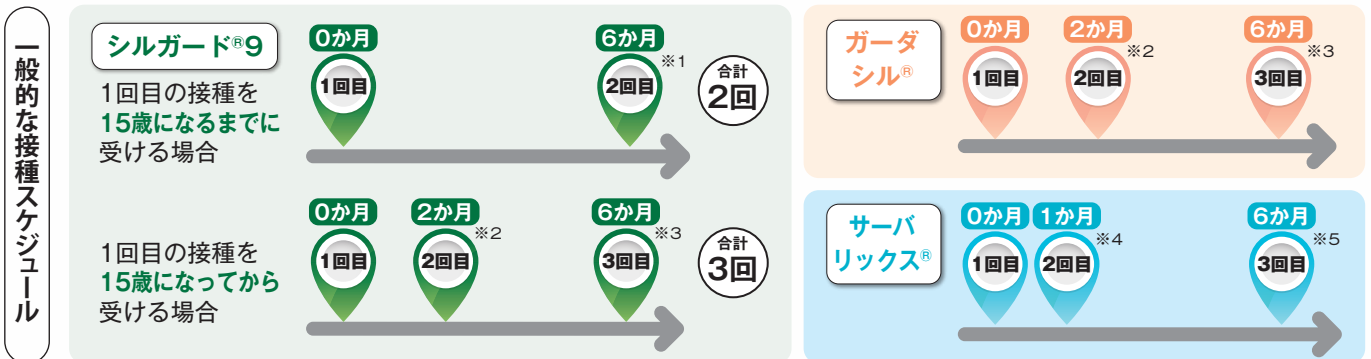 一般的な接種スケジュール
シルガード®9
1回目の接種を
15歳になるまでに
受ける場合
0か月
1回目
6か月
※1
2回目
合計
2回
1回目の接種を
15歳になってから
受ける場合
0か月
1回目
2か月
※2
2回目
6か月
※3
3回目
合計
3回
ガーダ
シル®
0か月
1回目
2か月
※2
2回目
6か月
※3
3回目
サーバ
リックス®
0か月
1回目
1か月
※4
2回目
6か月
※5
3回目